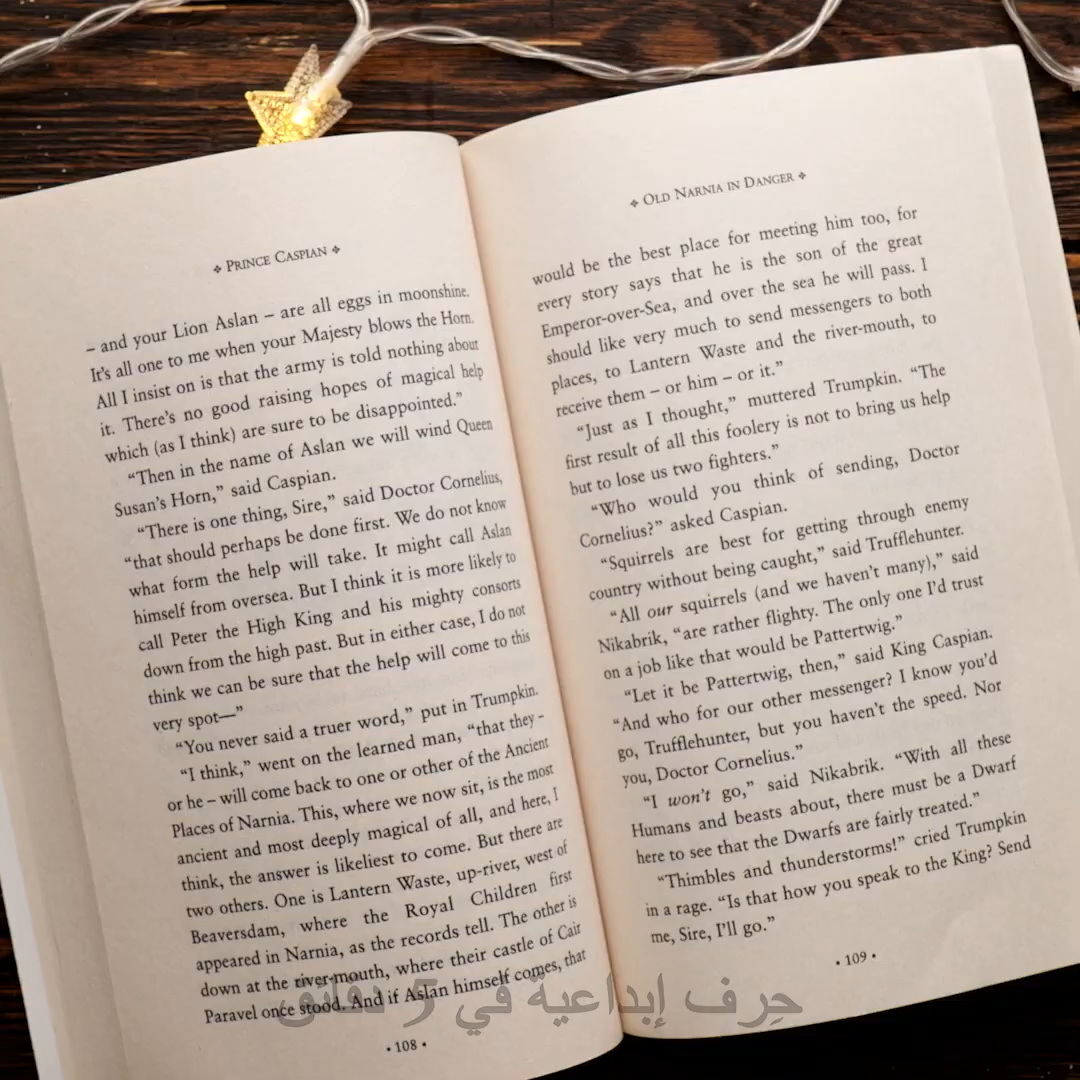 ❖ PRINCE CASPIAN ❖
– and your Lion Aslan – are all eggs in moonshine.
It's all one to me when your Majesty blows the Horn.
All I insist on is that the army is told nothing about
it. There's no good raising hopes of magical help
which (as I think) are sure to be disappointed.”
“Then in the name of Aslan we will wind Queen
Susan's Horn,” said Caspian.
“There is one thing, Sire,” said Doctor Cornelius,
“that should perhaps be done first. We do not know
what form the help will take. It might call Aslan
himself from oversea. But I think it is more likely to
call Peter the High King and his mighty consorts
down from the high past. But in either case, I do not
think we can be sure that the help will come to this
very spot—”
“You never said a truer word,” put in Trumpkin.
“I think,” went on the learned man, “that they –
or he – will come back to one or other of the Ancient
Places of Narnia. This, where we now sit, is the most
ancient and most deeply magical of all, and here, I
think, the answer is likeliest to come. But there are
two others. One is Lantern Waste, up-river, west of
Beaversdam, where the Royal Children first
appeared in Narnia, as the records tell. The other is
down at the river-mouth, where their castle of Cair
Paravel once stood. And if Aslan himself comes, that
• 108 •
❖ OLD NARNIA IN DANGER ❖
would be the best place for meeting him too, for
every story says that he is the son of the great
Emperor-over-Sea, and over the sea he will pass. I
should like very much to send messengers to both
places, to Lantern Waste and the river-mouth, to
receive them – or him – or it.”
“Just as I thought,” muttered Trumpkin. “The
first result of all this foolery is not to bring us help
but to lose us two fighters.”
“Who would you think of sending, Doctor
Cornelius?” asked Caspian.
“Squirrels are best for getting through enemy
country without being caught,” said Trufflehunter.
“All our squirrels (and we haven't many),” said
Nikabrik, “are rather flighty. The only one I'd trust
on a job like that would be Pattertwig.”
“Let it be Pattertwig, then,” said King Caspian.
“And who for our other messenger? I know you'd
go, Trufflehunter, but you haven't the speed. Nor
you, Doctor Cornelius.”
“I won't go,” said Nikabrik. “With all these
Humans and beasts about, there must be a Dwarf
here to see that the Dwarfs are fairly treated.”
“Thimbles and thunderstorms!” cried Trumpkin
in a rage. “Is that how you speak to the King? Send
me, Sire, I'll go.”
• 109 •
حِرف إبداعية في 5 دقائق